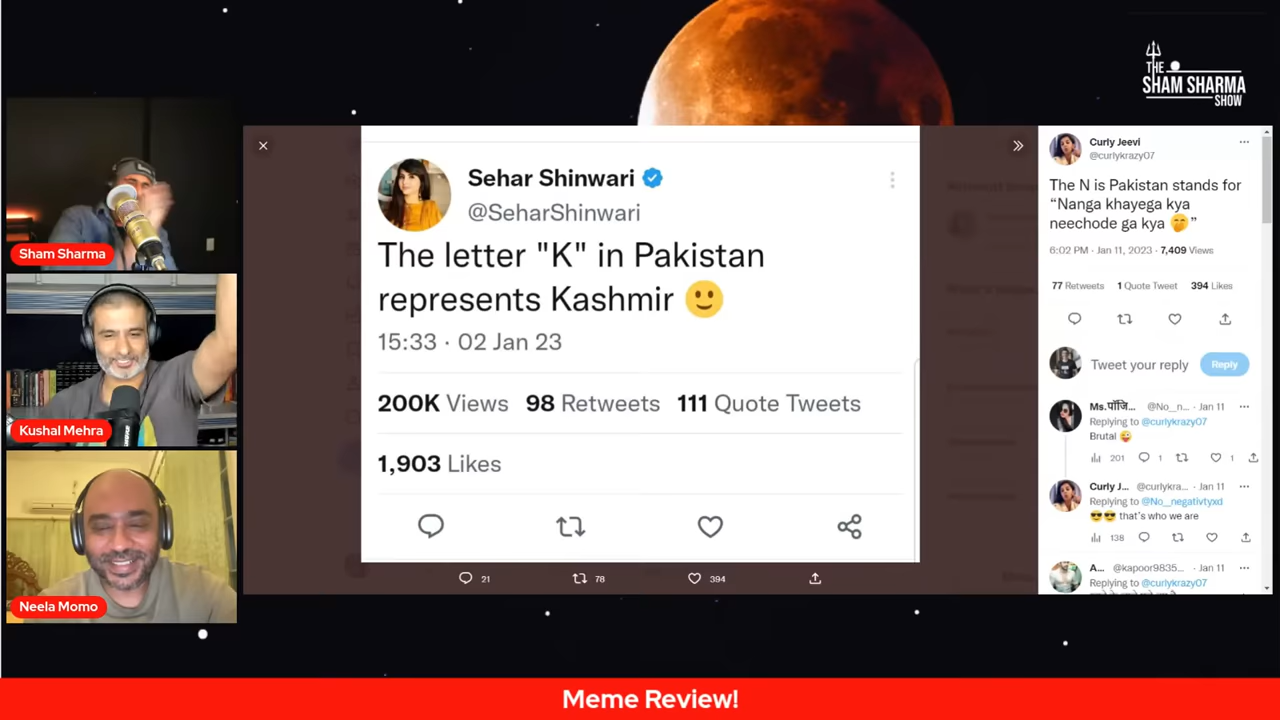 THE
SHAM SHARMA
SHOW
Sham Sharma
Kushal Mehra
Neela Momo
Sehar Shinwari
@SeharShinwari
The letter "K" in Pakistan
represents Kashmir 🙂
15:33 · 02 Jan 23
200K Views 98 Retweets 111 Quote Tweets
1,903 Likes
21 78 394
Curly Jeevi
@curlykrazy07
The N is Pakistan stands for
“Nanga khayega kya
neechode ga kya 🤭”
6:02 PM · Jan 11, 2023 · 7,409 Views
77 Retweets 1 Quote Tweet 394 Likes
Tweet your reply Reply
Ms.पॉजि... @No_n... · Jan 11
Replying to @curlykrazy07
Brutal 😜
201 1 1
Curly J... @curlykra... · Jan 11
Replying to @No_negativtyxd
😎😎 that's who we are
138
A... @kapoor9835... · Jan 11
Replying to @curlykrazy07
Meme Review!